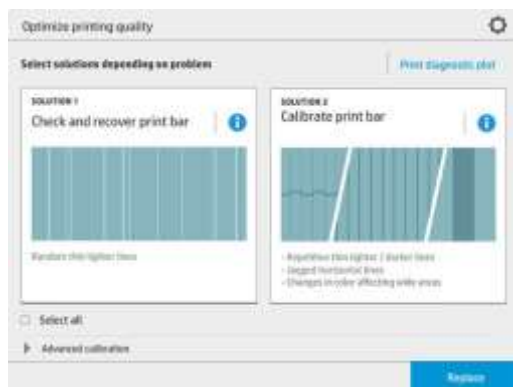 Optimize printing quality
Select solutions depending on problem
Print diagnostic plot
SOLUTION 1
Check and recover print bar
Random thin lighter lines
SOLUTION 2
Calibrate print bar
- Repetitive thin lighter / darker lines
- Jagged horizontal lines
- Changes in color affecting wide areas
Select all
Advanced calibration
Replace